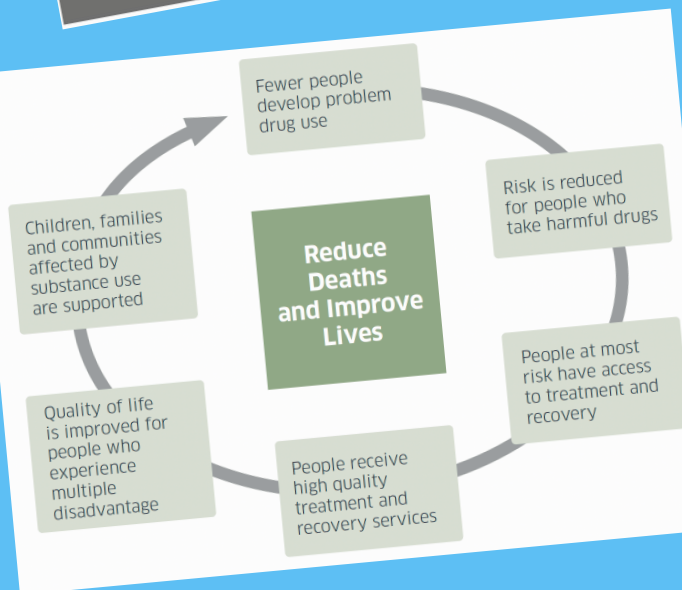 Fewer people
develop problem
drug use
Risk is reduced
for people who
take harmful drugs
People at most
risk have access
to treatment and
recovery
People receive
high quality
treatment and
recovery services
Quality of life
is improved for
people who
experience
multiple
disadvantage
Children, families
and communities
affected by
substance use
are supported
Reduce
Deaths
and Improve
Lives